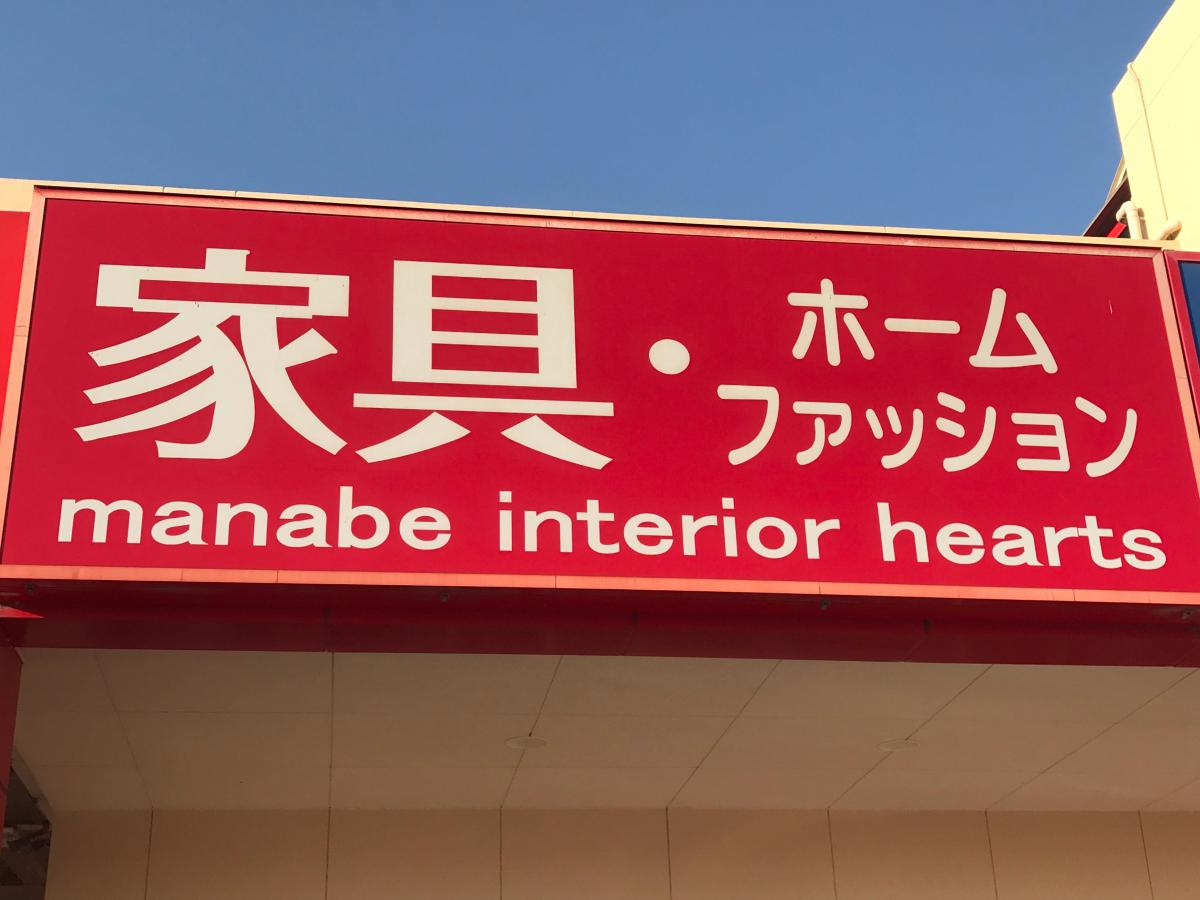 家具・ホーム
ファッション
manabe interior hearts